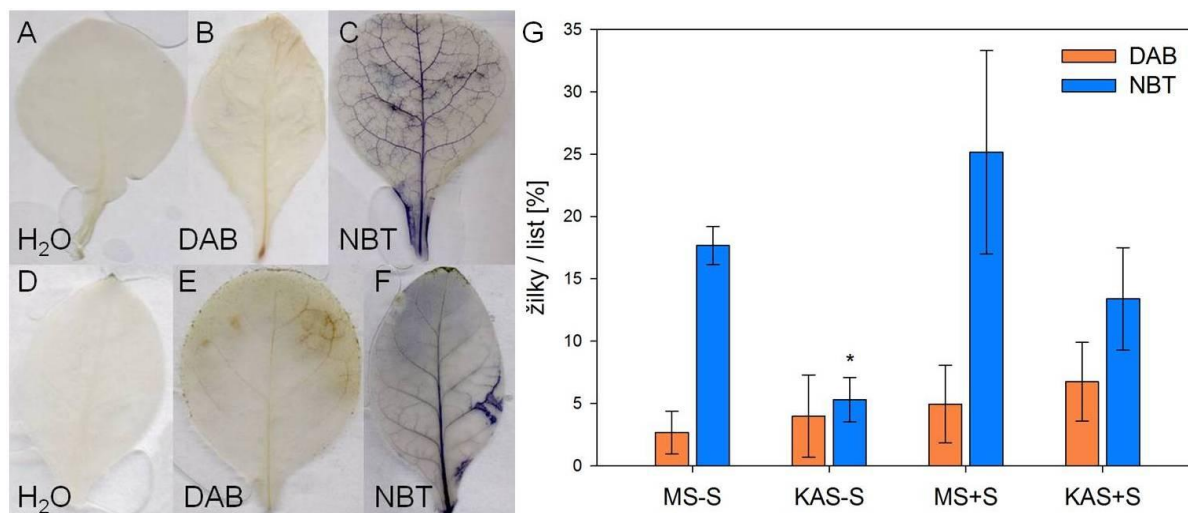 A
H₂O
B
DAB
C
NBT
D
H₂O
E
DAB
F
NBT
G
žilky / list [%]
35
30
25
20
15
10
5
0
DAB
NBT
*
MS-S
KAS-S
MS+S
KAS+S